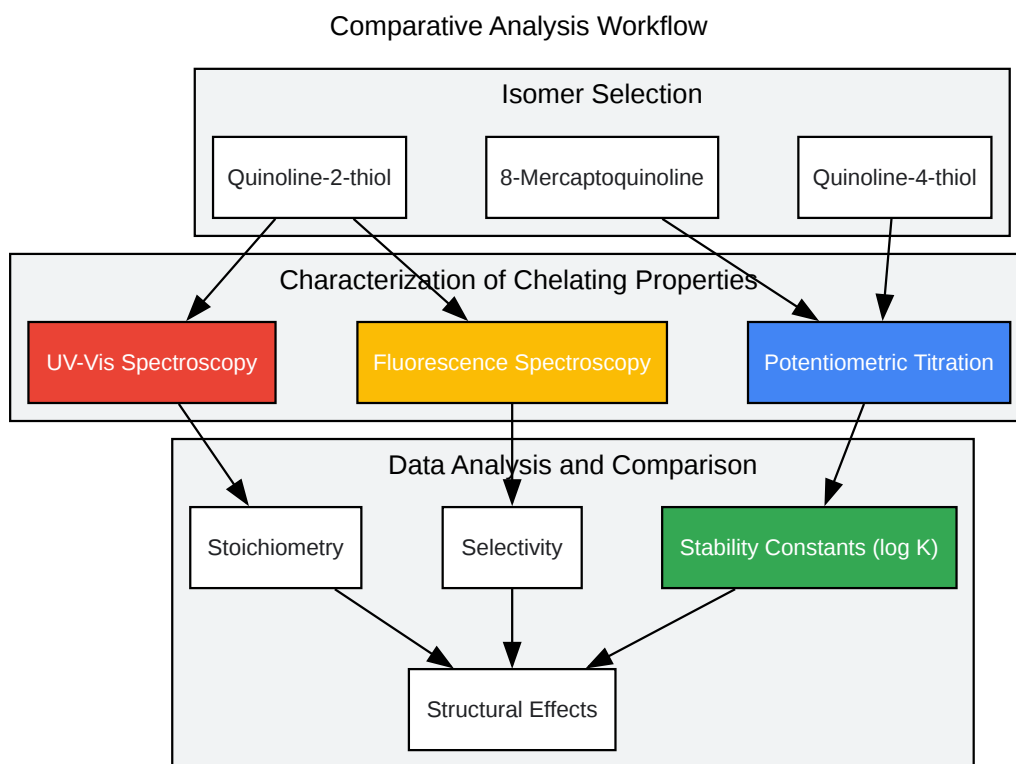 Comparative Analysis Workflow
Isomer Selection
Quinoline-2-thiol
8-Mercaptoquinoline
Quinoline-4-thiol
Characterization of Chelating Properties
UV-Vis Spectroscopy
Fluorescence Spectroscopy
Potentiometric Titration
Data Analysis and Comparison
Stoichiometry
Selectivity
Stability Constants (log K)
Structural Effects